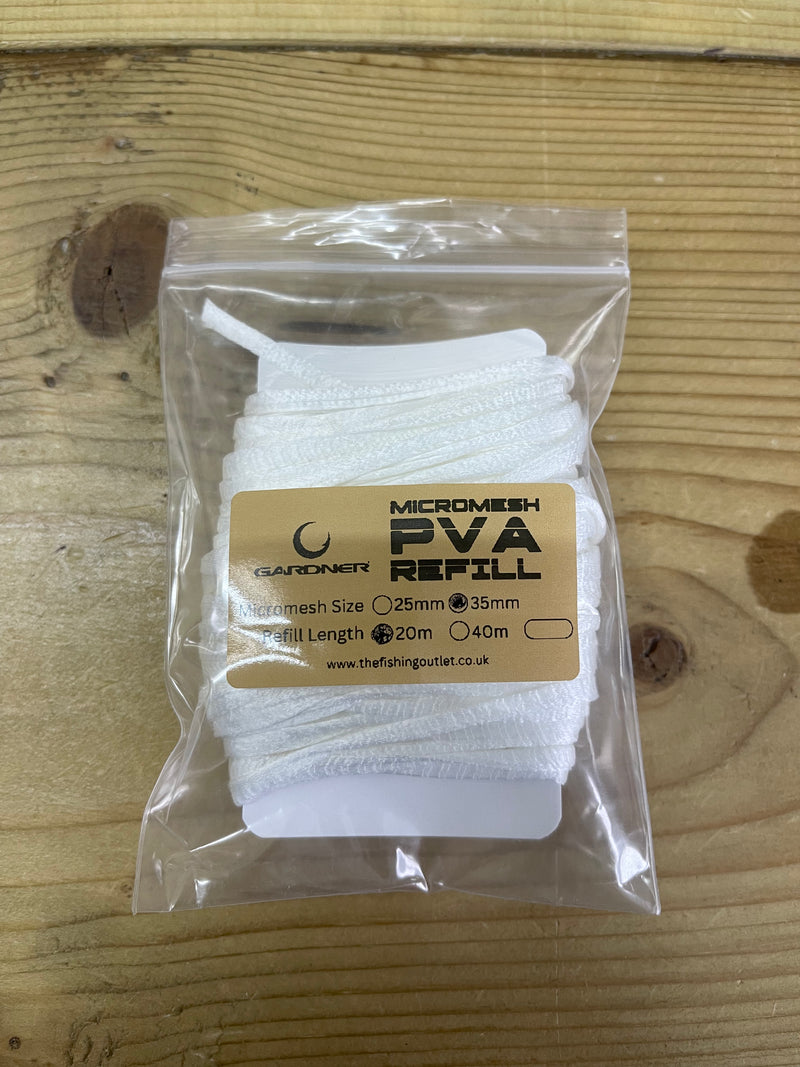 GARDNER
MICROMESH
PVA
REFILL
Micromesh Size 25mm 35mm
Refill Length 20m 40m
www.thefishingoutlet.co.uk